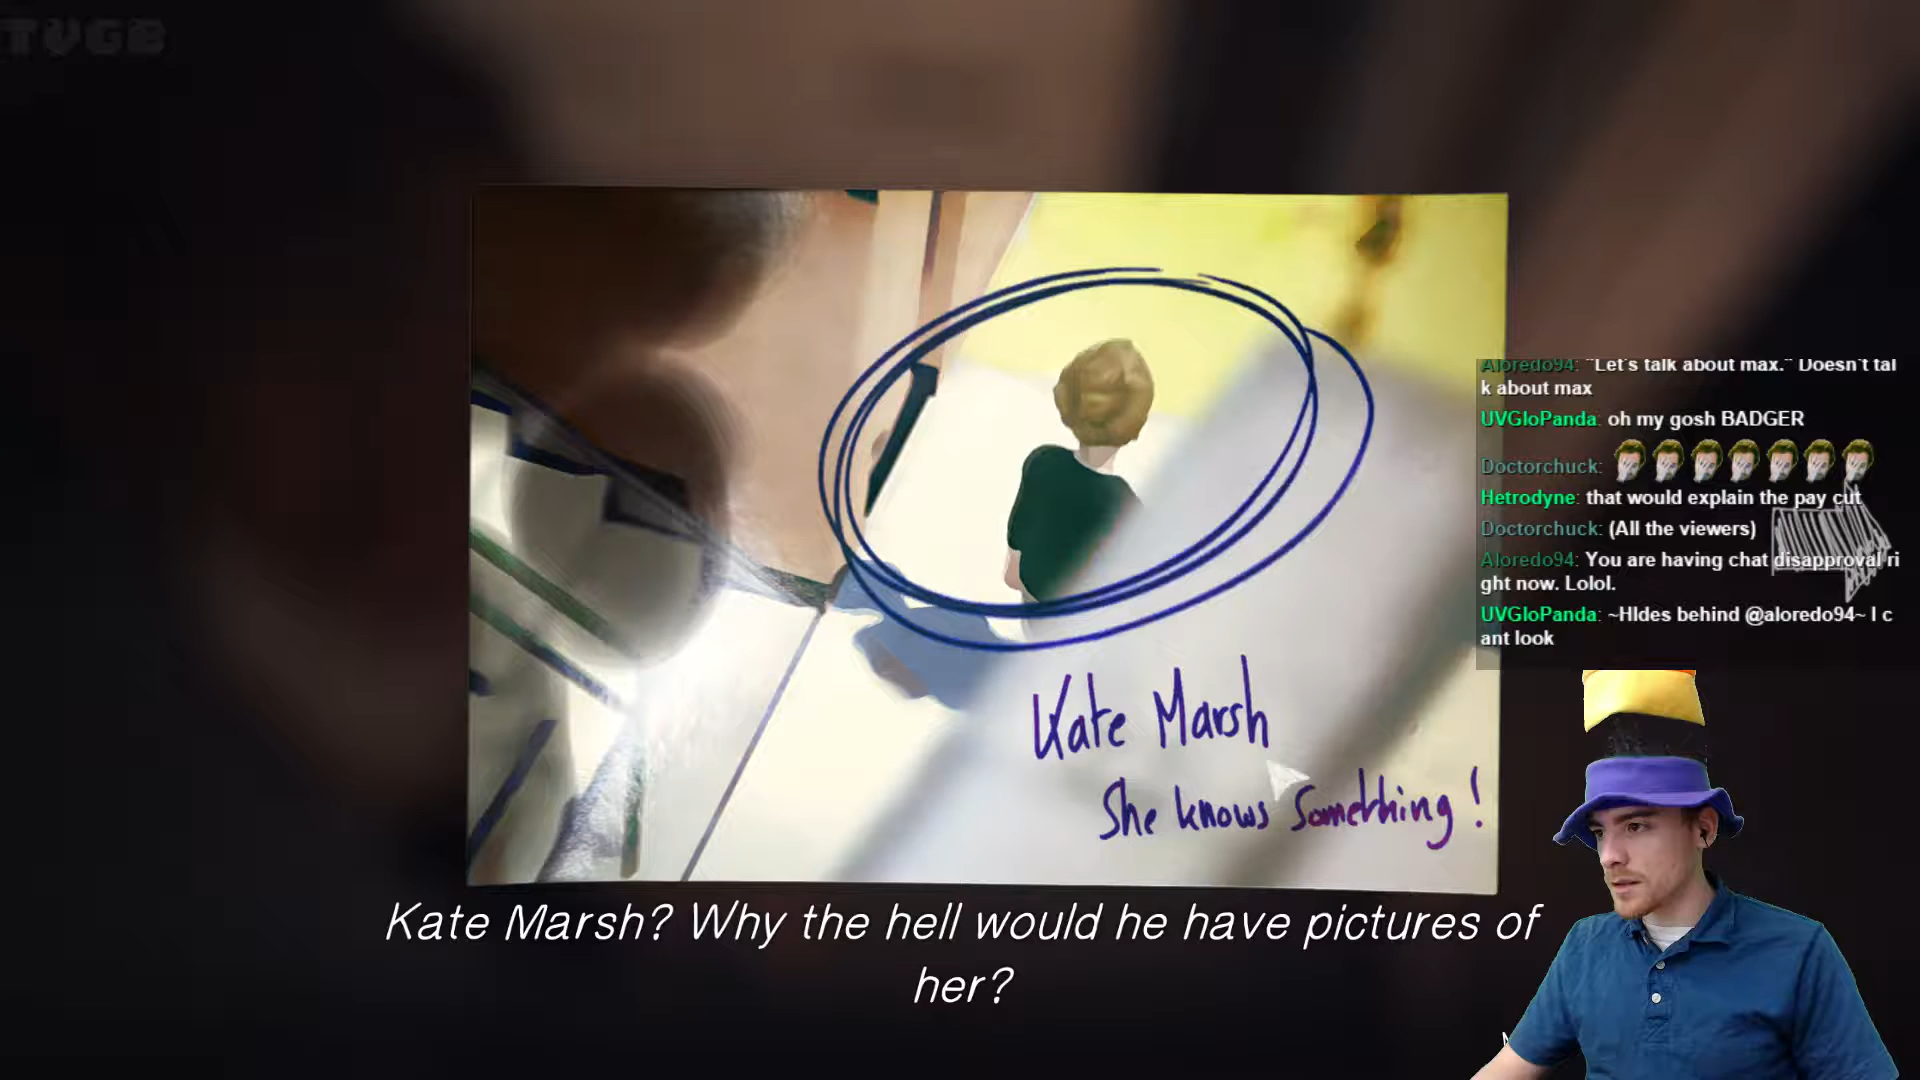 TVGB
Aloredo94: "Let's talk about max." Doesn't tal
k about max
UVGloPanda: oh my gosh BADGER
Doctorchuck:
Hetrodyne: that would explain the pay cut
Doctorchuck: (All the viewers)
Aloredo94: You are having chat disapproval ri
ght now. Lolol.
UVGloPanda: ~HIdes behind @aloredo94~ I c
ant look
Kate Marsh
She knows Something!
Kate Marsh? Why the hell would he have pictures of
her?